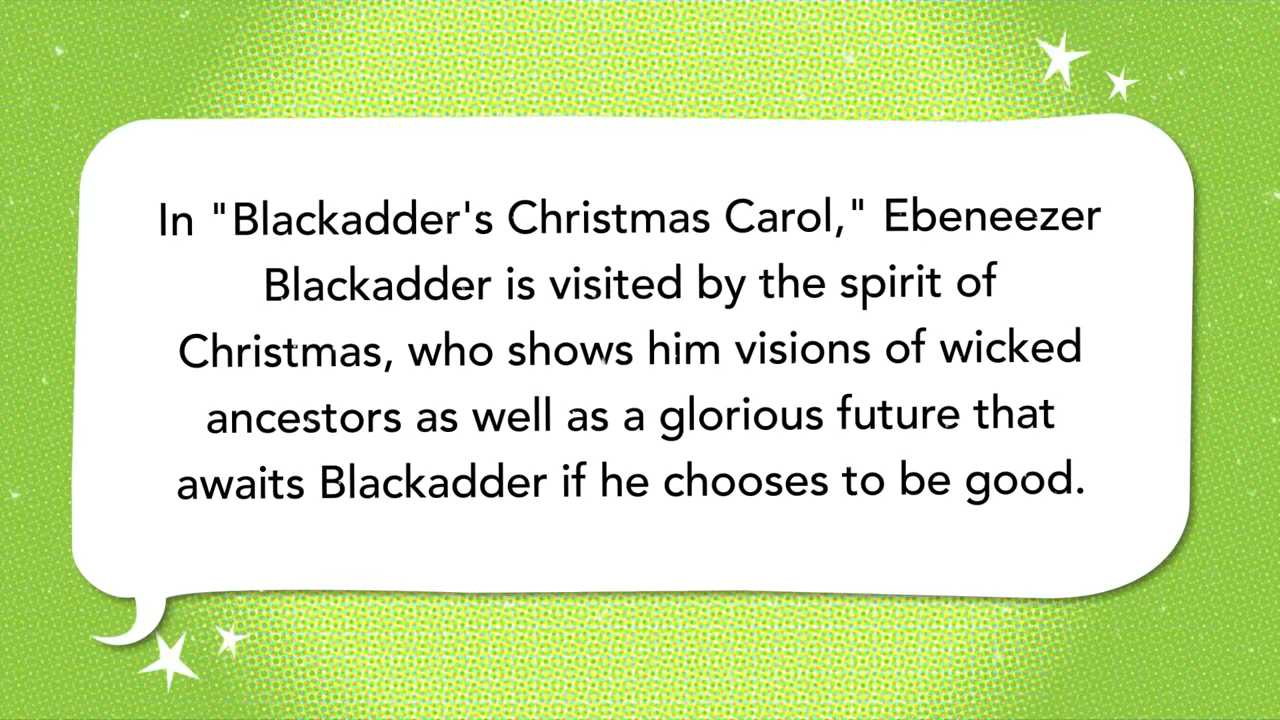 In "Blackadder's Christmas Carol," Ebeneezer
Blackadder is visited by the spirit of
Christmas, who shows him visions of wicked
ancestors as well as a glorious future that
awaits Blackadder if he chooses to be good.